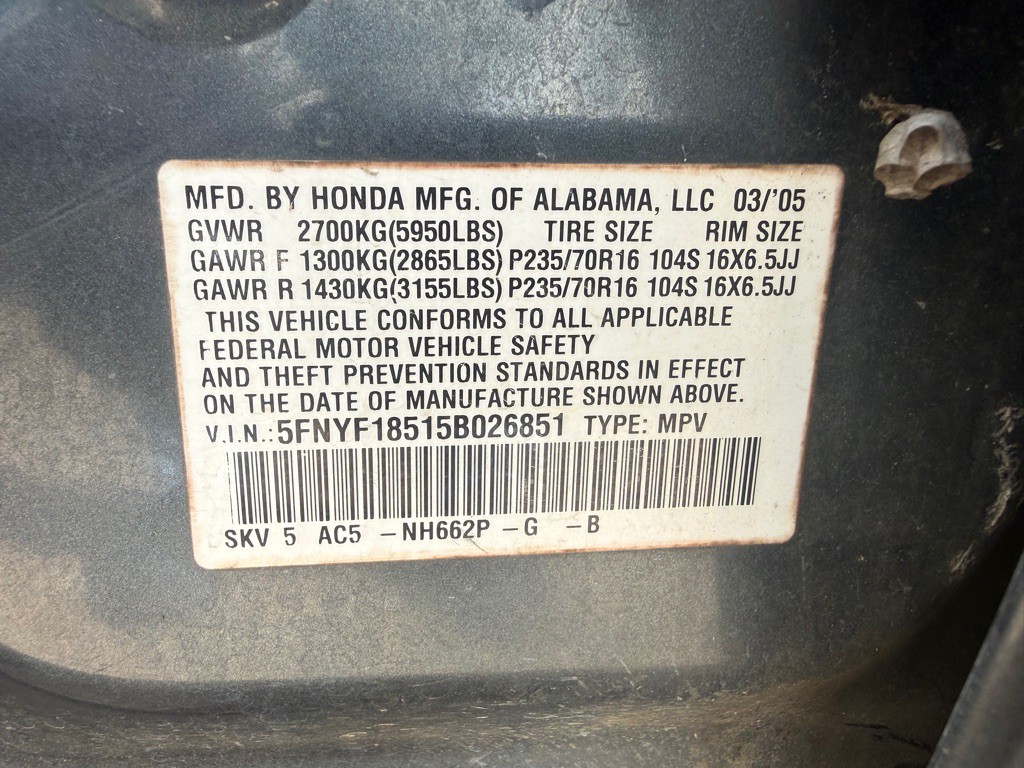 MFD. BY HONDA MFG. OF ALABAMA, LLC 03/'05
GVWR 2700KG(5950LBS) TIRE SIZE RIM SIZE
GAWR F 1300KG(2865LBS) P235/70R16 104S 16X6.5JJ
GAWR R 1430KG(3155LBS) P235/70R16 104S 16X6.5JJ
THIS VEHICLE CONFORMS TO ALL APPLICABLE
FEDERAL MOTOR VEHICLE SAFETY
AND THEFT PREVENTION STANDARDS IN EFFECT
ON THE DATE OF MANUFACTURE SHOWN ABOVE.
V.I.N.:5FNYF18515B026851 TYPE: MPV
SKV 5 AC5 -NH662P -G -B